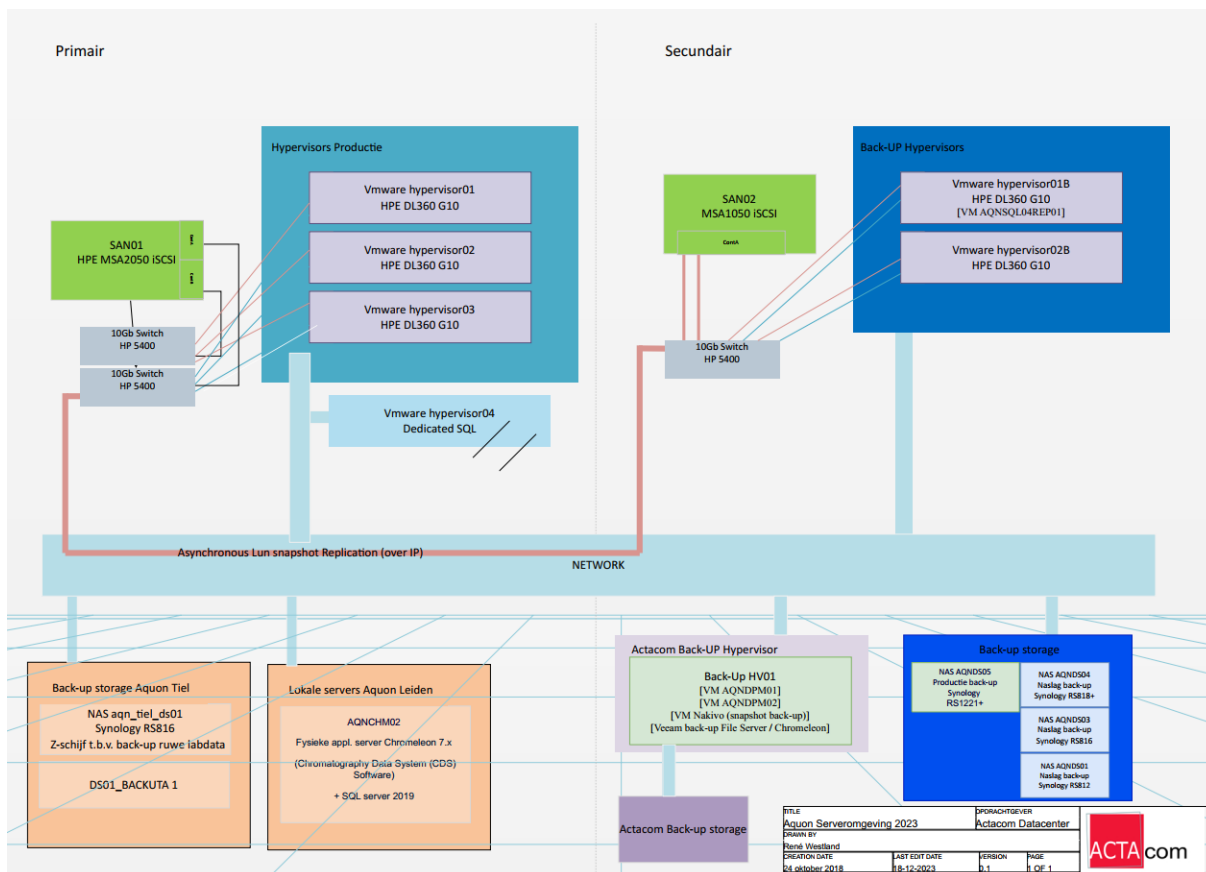 Primair
Secundair
Hypervisors Productie
Vmware hypervisor01
HPE DL360 G10
Vmware hypervisor02
HPE DL360 G10
Vmware hypervisor03
HPE DL360 G10
SAN01
HPE MSA2050 iSCSI
10Gb Switch
HP 5400
10Gb Switch
HP 5400
Vmware hypervisor04
Dedicated SQL
SAN02
MSA1050 iSCSI
ContA
10Gb Switch
HP 5400
Back-UP Hypervisors
Vmware hypervisor01B
HPE DL360 G10
[VM AQNSQL04REP01]
Vmware hypervisor02B
HPE DL360 G10
Asynchronous Lun snapshot Replication (over IP)
NETWORK
Back-up storage Aquon Tiel
NAS aqn_tiel_ds01
Synology RS816
Z-schijf t.b.v. back-up ruwe labdata
DS01_BACKUTA 1
Lokale servers Aquon Leiden
AQNCHM02
Fysieke appl. server Chromeleon 7.x
(Chromatography Data System (CDS)
Software)
+ SQL server 2019
Actacom Back-UP Hypervisor
Back-Up HV01
[VM AQNDPM01]
[VM AQNDPM02]
[VM Nakivo (snapshot back-up)]
[Veeam back-up File Server / Chromeleon]
Actacom Back-up storage
Back-up storage
NAS AQNDS05
Productie back-up
Synology
RS1221+
NAS AQNDS04
Naslag back-up
Synology RS818+
NAS AQNDS03
Naslag back-up
Synology RS816
NAS AQNDS01
Naslag back-up
Synology RS812
TITLE
Aquon Serveromgeving 2023
OPDRACHTGEVER
Actacom Datacenter
DRAWN BY
René Westland
CREATION DATE
24 oktober 2018
LAST EDIT DATE
18-12-2023
VERSION
0.1
PAGE
1 OF 1
ACTAcom